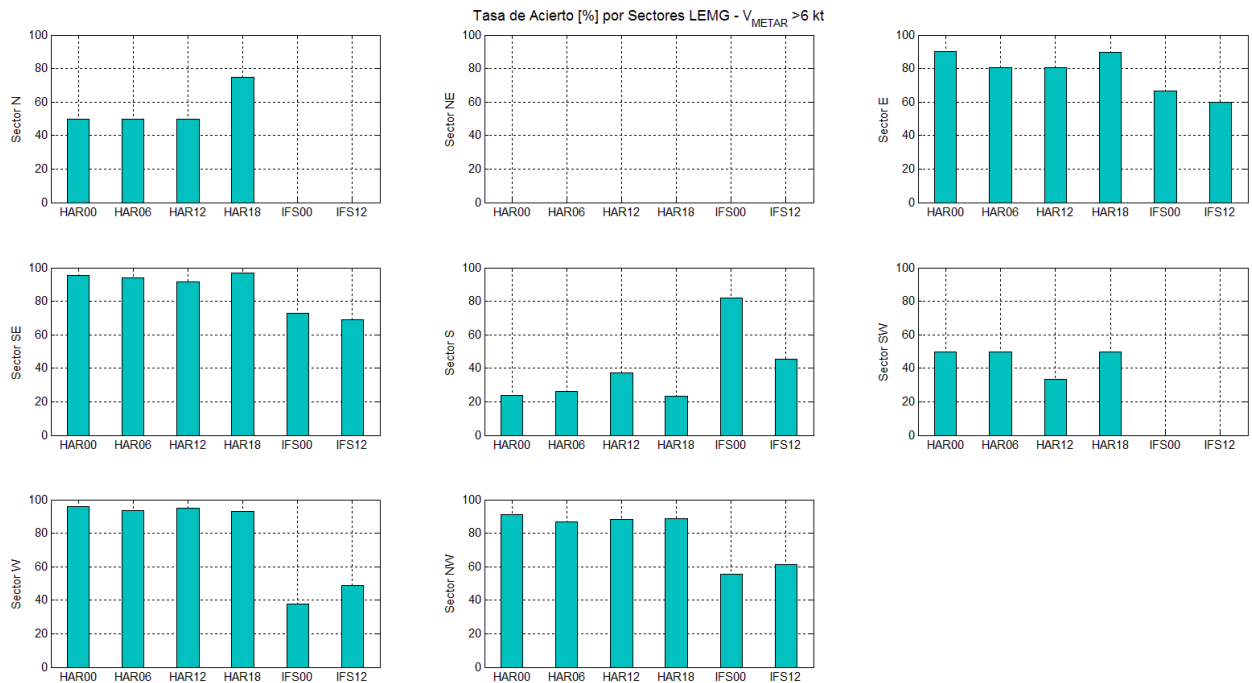 Tasa de Acierto [%] por Sectores LEMG - V_METAR >6 kt
Sector N
100
80
60
40
20
0
HAR00 HAR06 HAR12 HAR18 IFS00 IFS12
Sector NE
100
80
60
40
20
0
HAR00 HAR06 HAR12 HAR18 IFS00 IFS12
Sector E
100
80
60
40
20
0
HAR00 HAR06 HAR12 HAR18 IFS00 IFS12
Sector SE
100
80
60
40
20
0
HAR00 HAR06 HAR12 HAR18 IFS00 IFS12
Sector S
100
80
60
40
20
0
HAR00 HAR06 HAR12 HAR18 IFS00 IFS12
Sector SW
100
80
60
40
20
0
HAR00 HAR06 HAR12 HAR18 IFS00 IFS12
Sector W
100
80
60
40
20
0
HAR00 HAR06 HAR12 HAR18 IFS00 IFS12
Sector NW
100
80
60
40
20
0
HAR00 HAR06 HAR12 HAR18 IFS00 IFS12